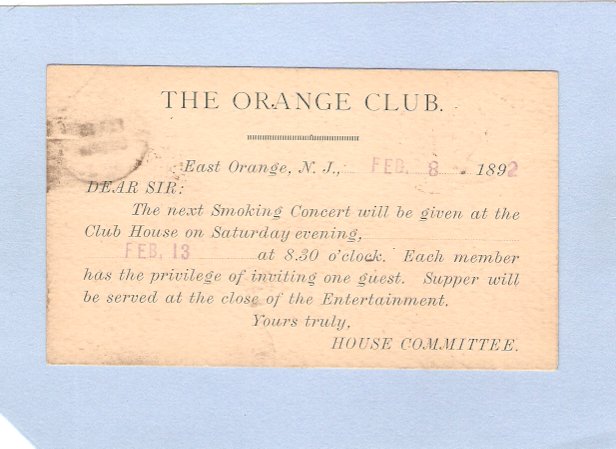 THE ORANGE CLUB.
East Orange, N. J., FEB. 8 . 1892
DEAR SIR:
The next Smoking Concert will be given at the
Club House on Saturday evening,
FEB. 13 at 8.30 o'clock. Each member
has the privilege of inviting one guest. Supper will
be served at the close of the Entertainment.
Yours truly,
HOUSE COMMITTEE.